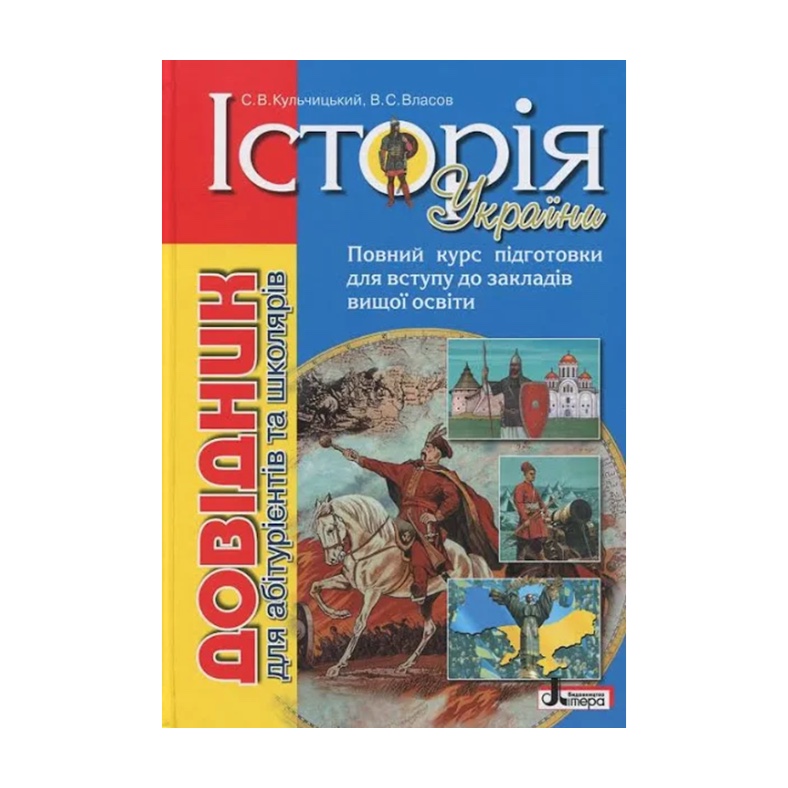 С.В.Кульчицький, В.С.Власов
Історія
України
Повний курс підготовки
для вступу до закладів
вищої освіти
ДОВІДНИК
для абітурієнтів та школярів
Видавництво
Літера